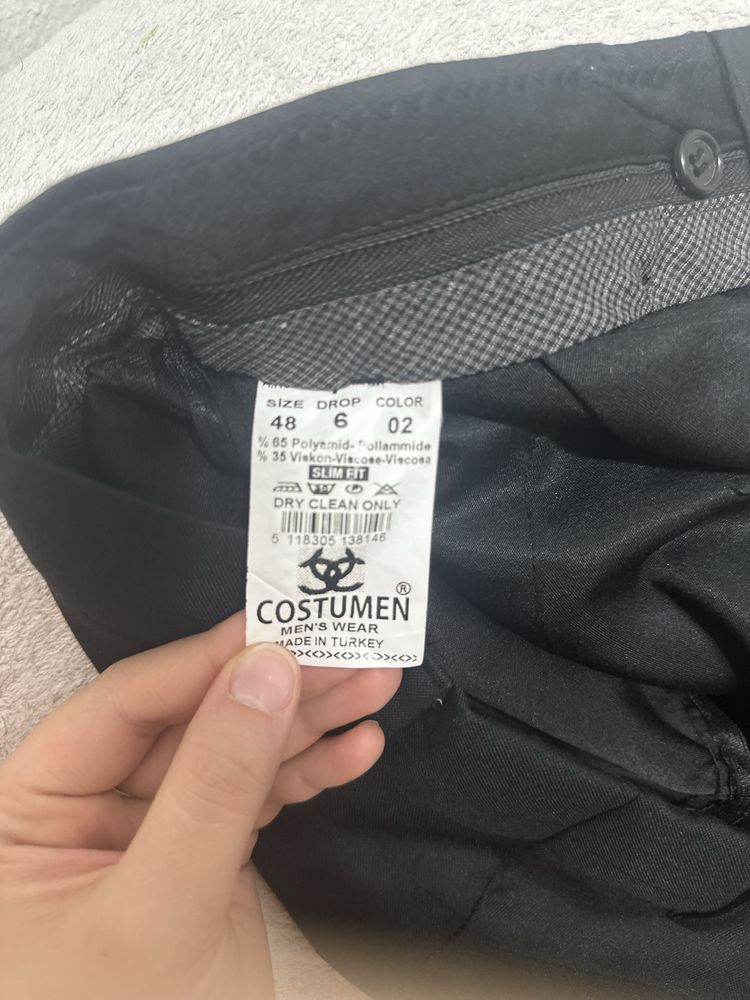 SIZE DROP COLOR
48 6 02
% 65 Polyamid- Pollammide
% 35 Viskon-Viscose-Viscosa
SLIM FIT
DRY CLEAN ONLY
5 118305 138146
COSTUMEN ®
MEN'S WEAR
MADE IN TURKEY